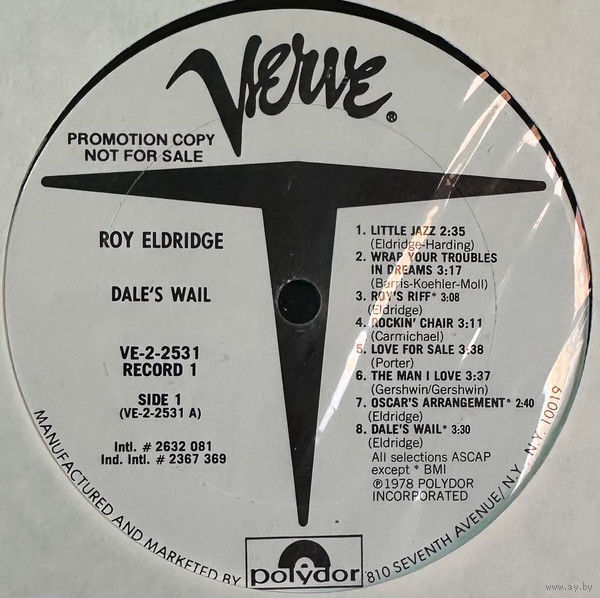 Verve®
PROMOTION COPY
NOT FOR SALE
ROY ELDRIDGE
DALE'S WAIL
VE-2-2531
RECORD 1
SIDE 1
(VE-2-2531 A)
Intl. # 2632 081
Ind. Intl. # 2367 369
1. LITTLE JAZZ 2:35
(Eldridge-Harding)
2. WRAP YOUR TROUBLES
IN DREAMS 3:17
(Barris-Koehler-Moll)
3. ROY'S RIFF* 3:08
(Eldridge)
4. ROCKIN' CHAIR 3:11
(Carmichael)
5. LOVE FOR SALE 3:38
(Porter)
6. THE MAN I LOVE 3:37
(Gershwin/Gershwin)
7. OSCAR'S ARRANGEMENT* 2:40
(Eldridge)
8. DALE'S WAIL* 3:30
(Eldridge)
All selections ASCAP
except * BMI
℗1978 POLYDOR
INCORPORATED
MANUFACTURED AND MARKETED BY polydor 810 SEVENTH AVENUE/N.Y., N.Y. 10019
www.ay.by